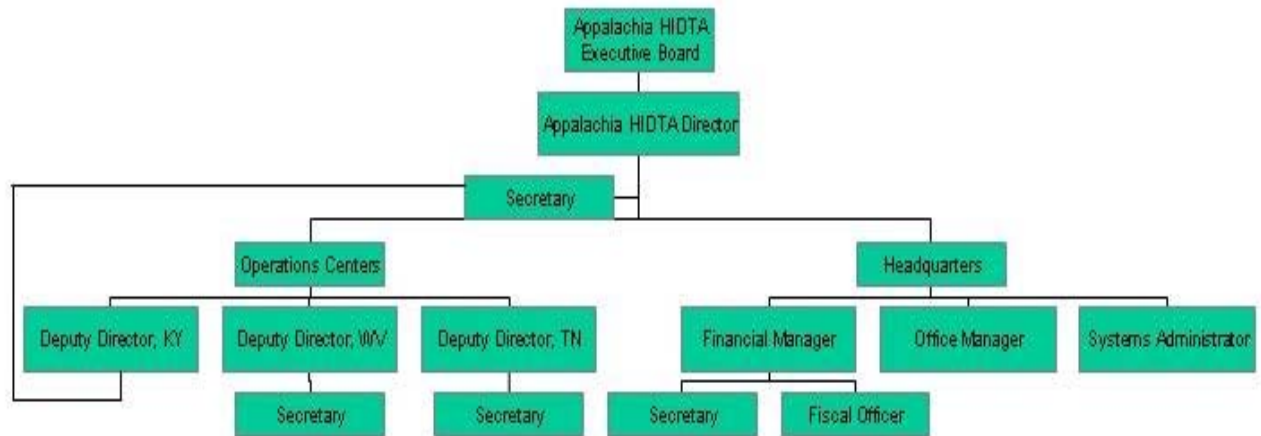 Appalachia HIDTA
Executive Board
Appalachia HIDTA Director
Secretary
Operations Centers
Headquarters
Deputy Director, KY
Deputy Director, WV
Deputy Director, TN
Financial Manager
Office Manager
Systems Administrator
Secretary
Secretary
Secretary
Fiscal Officer